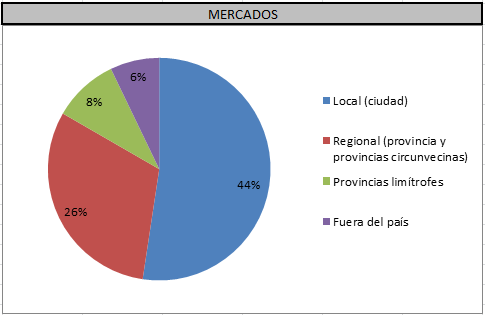 MERCADOS
6%
8%
44%
26%
Local (ciudad)
Regional (provincia y
provincias circunvecinas)
Provincias limítrofes
Fuera del país